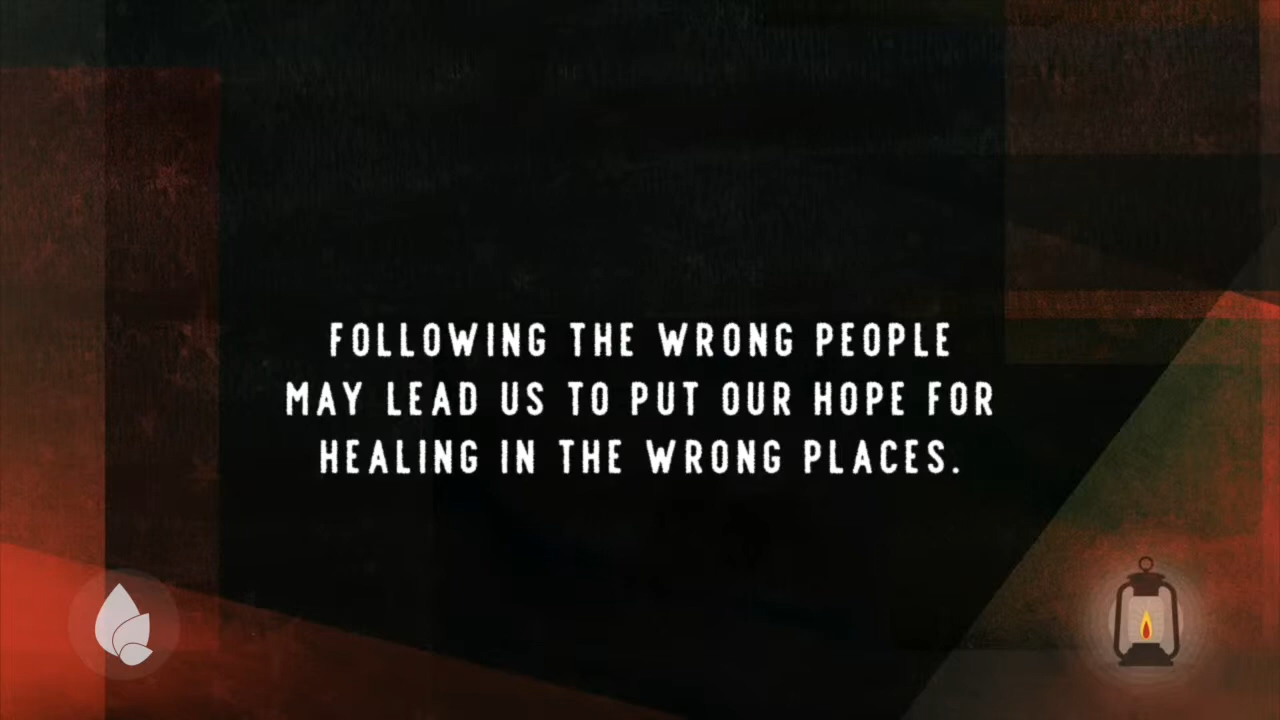 FOLLOWING THE WRONG PEOPLE
MAY LEAD US TO PUT OUR HOPE FOR
HEALING IN THE WRONG PLACES.